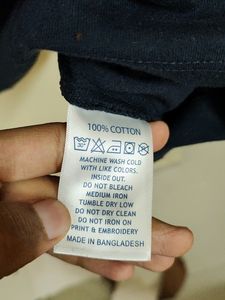 100% COTTON
30°
MACHINE WASH COLD
WITH LIKE COLORS.
INSIDE OUT.
DO NOT BLEACH
MEDIUM IRON
TUMBLE DRY LOW
DO NOT DRY CLEAN
DO NOT IRON ON
PRINT & EMBROIDERY
MADE IN BANGLADESH